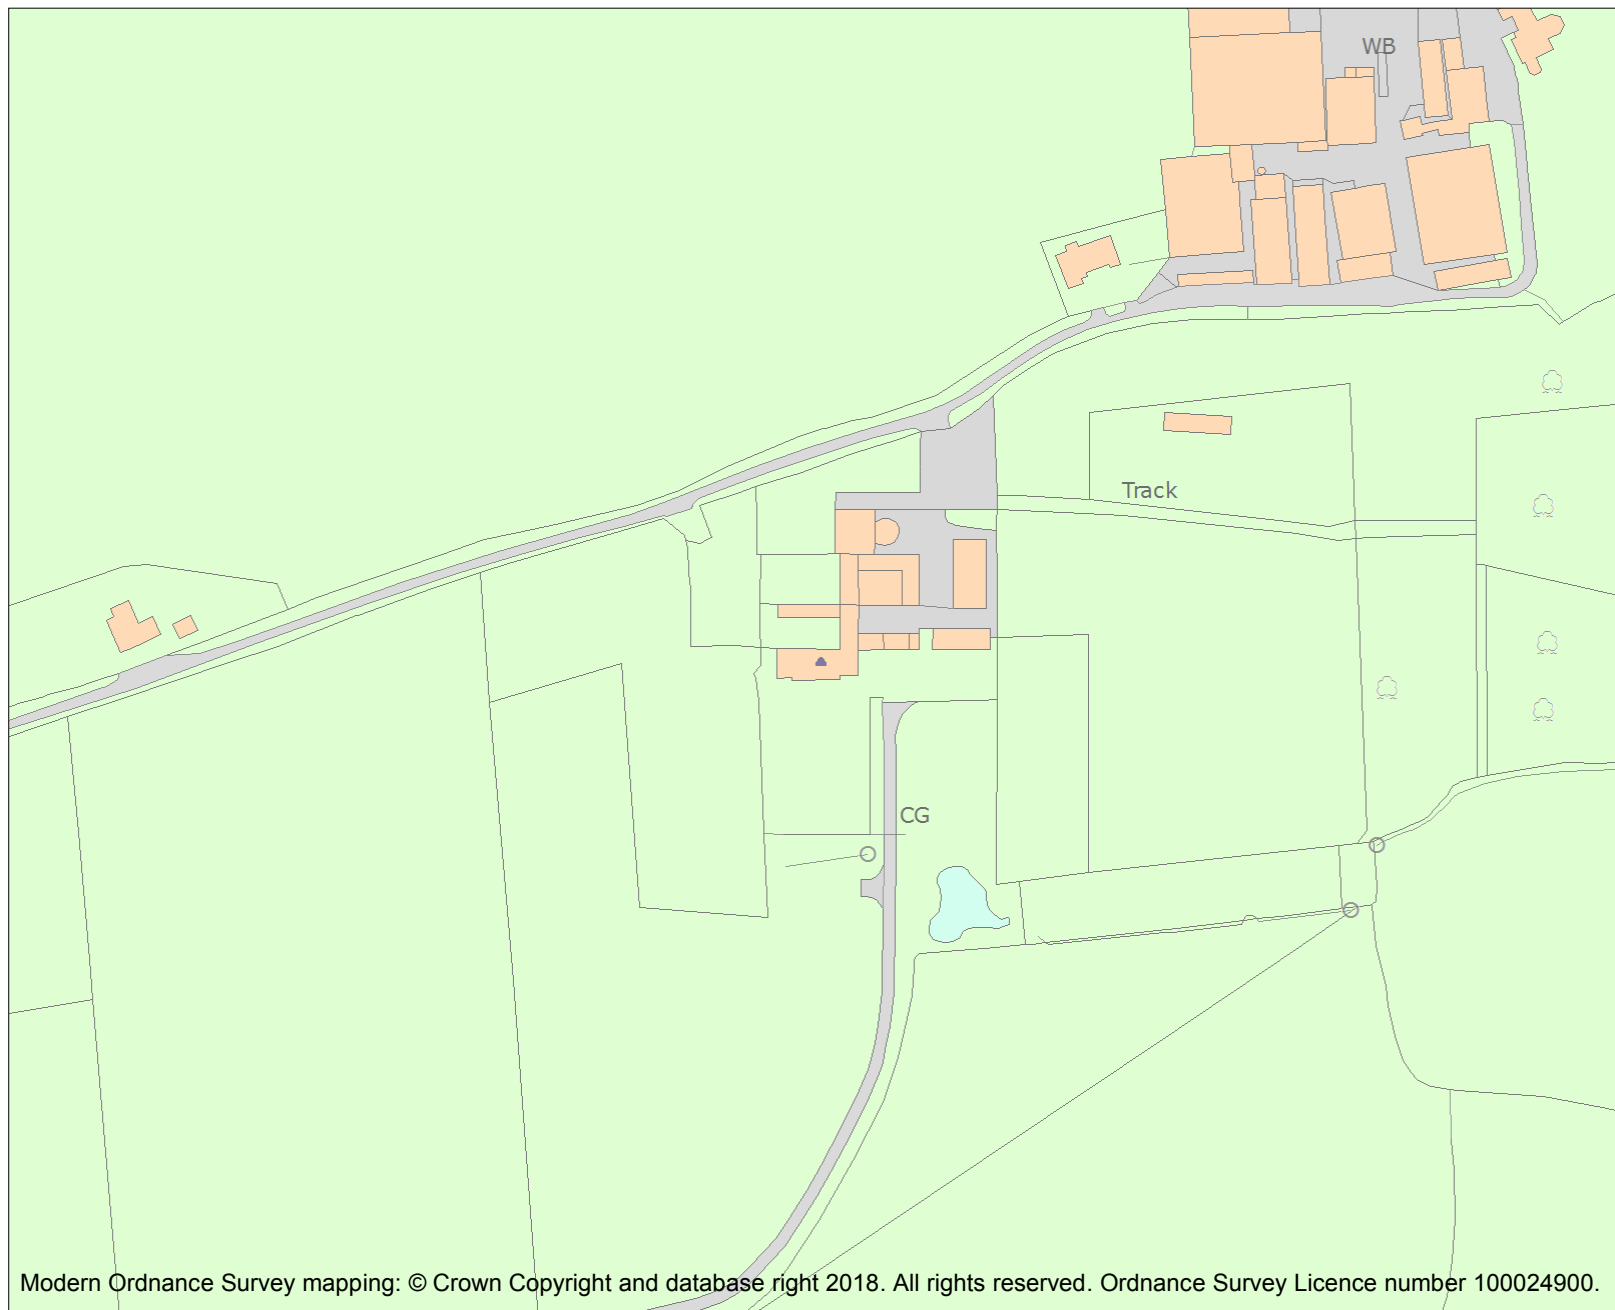 WB
Track
CG
Modern Ordnance Survey mapping: © Crown Copyright and database right 2018. All rights reserved. Ordnance Survey Licence number 100024900.